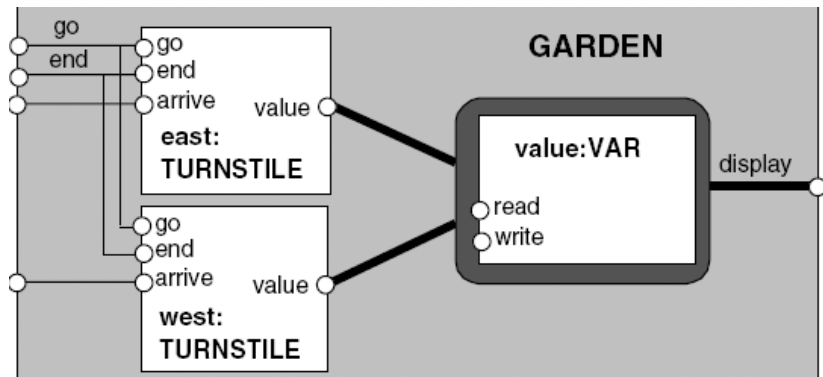 go
end
go
end
arrive
value
east:
TURNSTILE
go
end
arrive
value
west:
TURNSTILE
GARDEN
value:VAR
read
write
display